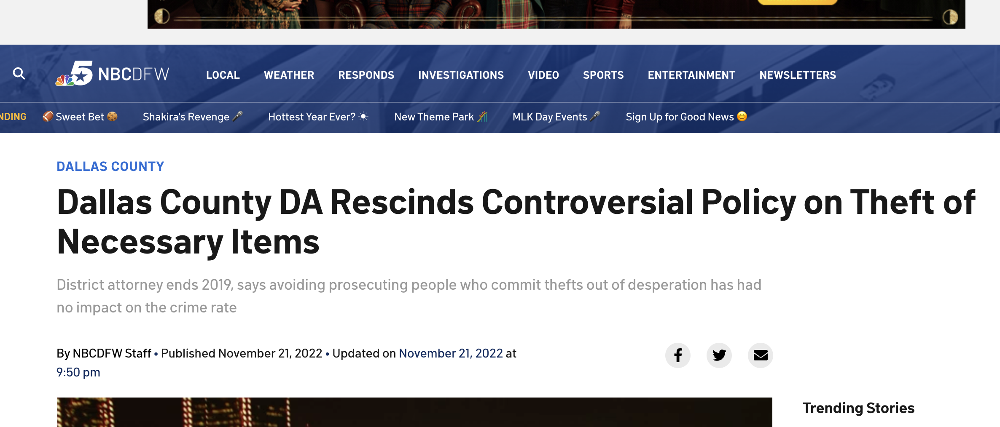 5 NBCDFW
LOCAL WEATHER RESPONDS INVESTIGATIONS VIDEO SPORTS ENTERTAINMENT NEWSLETTERS
NDING 🏈 Sweet Bet 🍪 Shakira's Revenge 🎤 Hottest Year Ever? ☀ New Theme Park 🎢 MLK Day Events 🎤 Sign Up for Good News 😊
DALLAS COUNTY
Dallas County DA Rescinds Controversial Policy on Theft of
Necessary Items
District attorney ends 2019, says avoiding prosecuting people who commit thefts out of desperation has had
no impact on the crime rate
By NBCDFW Staff • Published November 21, 2022 • Updated on November 21, 2022 at
9:50 pm
Trending Stories